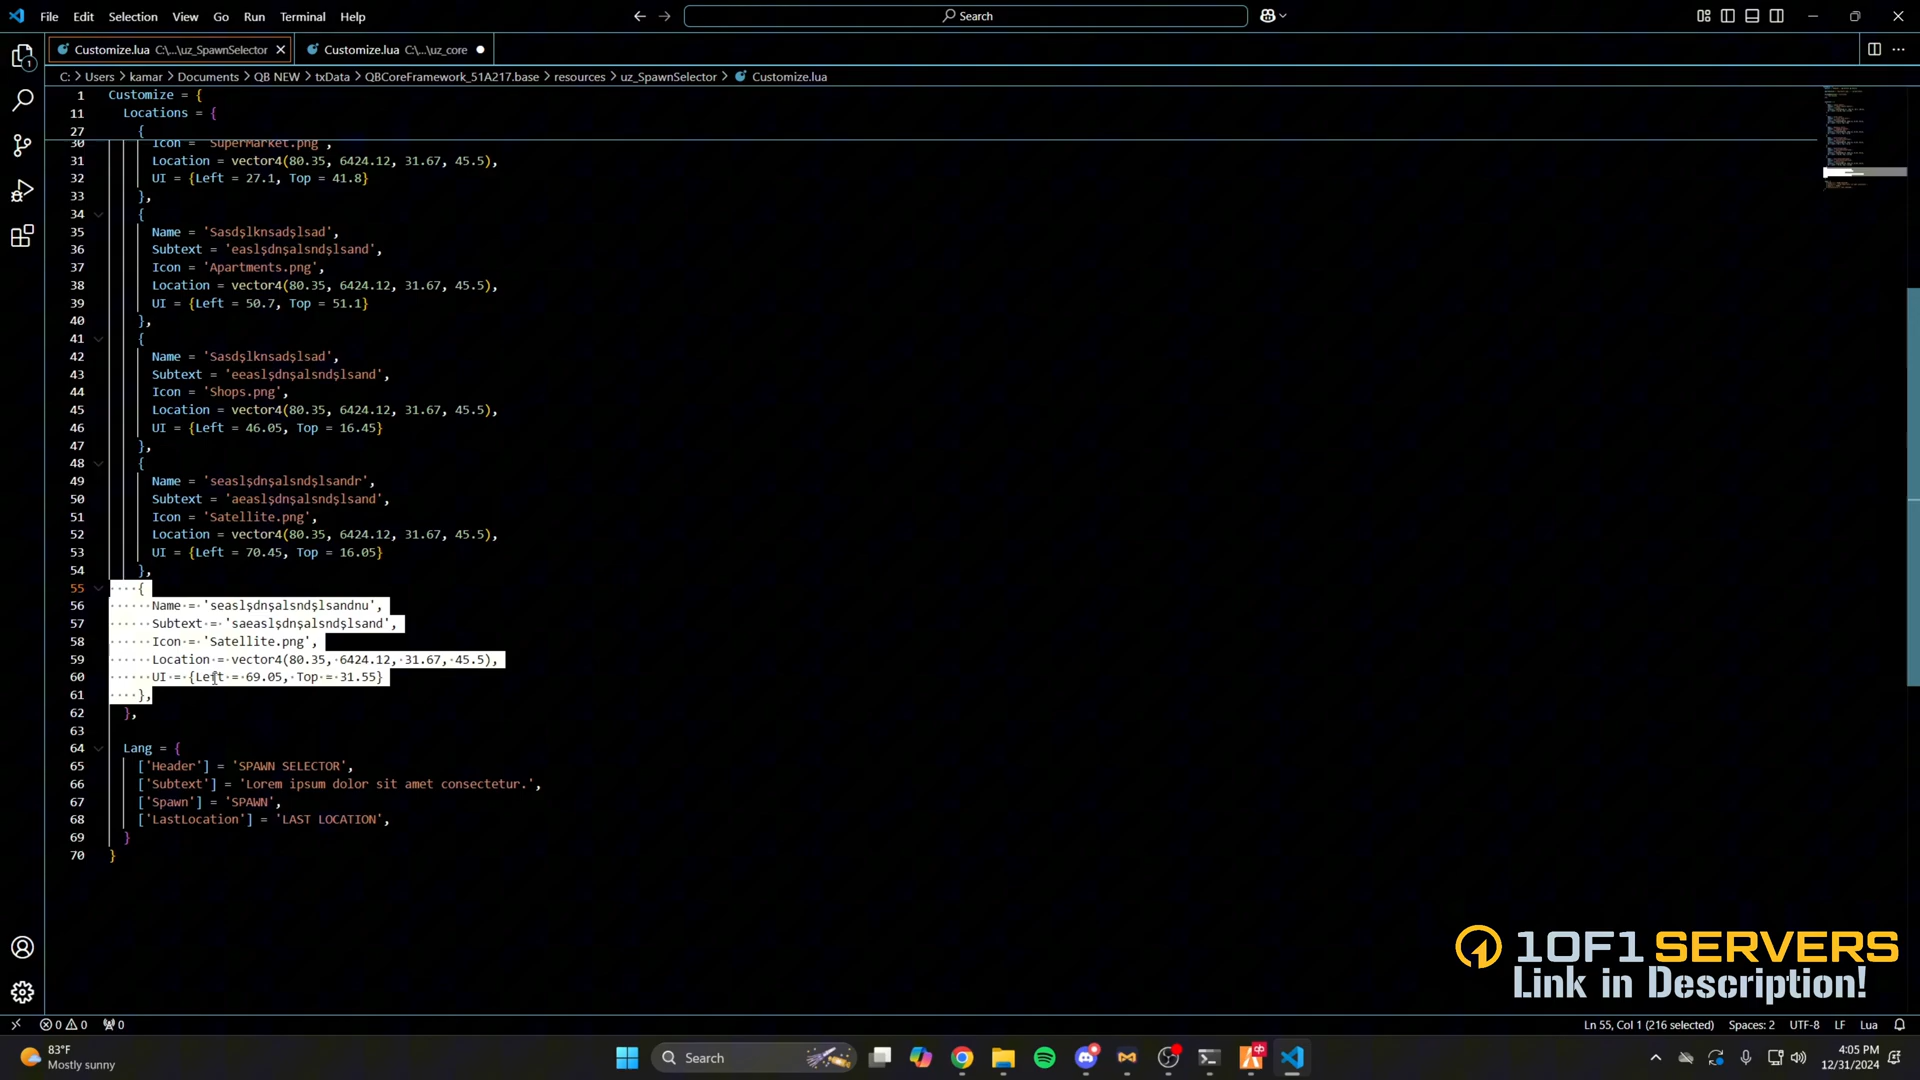 File Edit Selection View Go Run Terminal Help
Search
Customize.lua C:\...\uz_SpawnSelector
Customize.lua C:\...\uz_core
C: > Users > kamar > Documents > QB NEW > txData > QBCoreFramework_51A217.base > resources > uz_SpawnSelector > Customize.lua
1 Customize = {
11 Locations = {
27 {
30 Icon = 'SuperMarket.png',
31 Location = vector4(80.35, 6424.12, 31.67, 45.5),
32 UI = {Left = 27.1, Top = 41.8}
33 },
34 {
35 Name = 'Sasdşlknsadşlsad',
36 Subtext = 'easlşdnşalsndşlsand',
37 Icon = 'Apartments.png',
38 Location = vector4(80.35, 6424.12, 31.67, 45.5),
39 UI = {Left = 50.7, Top = 51.1}
40 },
41 {
42 Name = 'Sasdşlknsadşlsad',
43 Subtext = 'eeaslşdnşalsndşlsand',
44 Icon = 'Shops.png',
45 Location = vector4(80.35, 6424.12, 31.67, 45.5),
46 UI = {Left = 46.05, Top = 16.45}
47 },
48 {
49 Name = 'seaslşdnşalsndşlsandr',
50 Subtext = 'aeaslşdnşalsndşlsand',
51 Icon = 'Satellite.png',
52 Location = vector4(80.35, 6424.12, 31.67, 45.5),
53 UI = {Left = 70.45, Top = 16.05}
54 },
55 {
56 Name = 'seaslşdnşalsndşlsandnu',
57 Subtext = 'saeaslşdnşalsndşlsand',
58 Icon = 'Satellite.png',
59 Location = vector4(80.35, 6424.12, 31.67, 45.5),
60 UI = {Left = 69.05, Top = 31.55}
61 },
62 },
63
64 Lang = {
65 ['Header'] = 'SPAWN SELECTOR',
66 ['Subtext'] = 'Lorem ipsum dolor sit amet consectetur.',
67 ['Spawn'] = 'SPAWN',
68 ['LastLocation'] = 'LAST LOCATION',
69 }
70 }
1OF1 SERVERS
Link in Description!
0 0 0
Ln 55, Col 1 (216 selected) Spaces: 2 UTF-8 LF Lua
83°F
Mostly sunny
Search
4:05 PM
12/31/2024